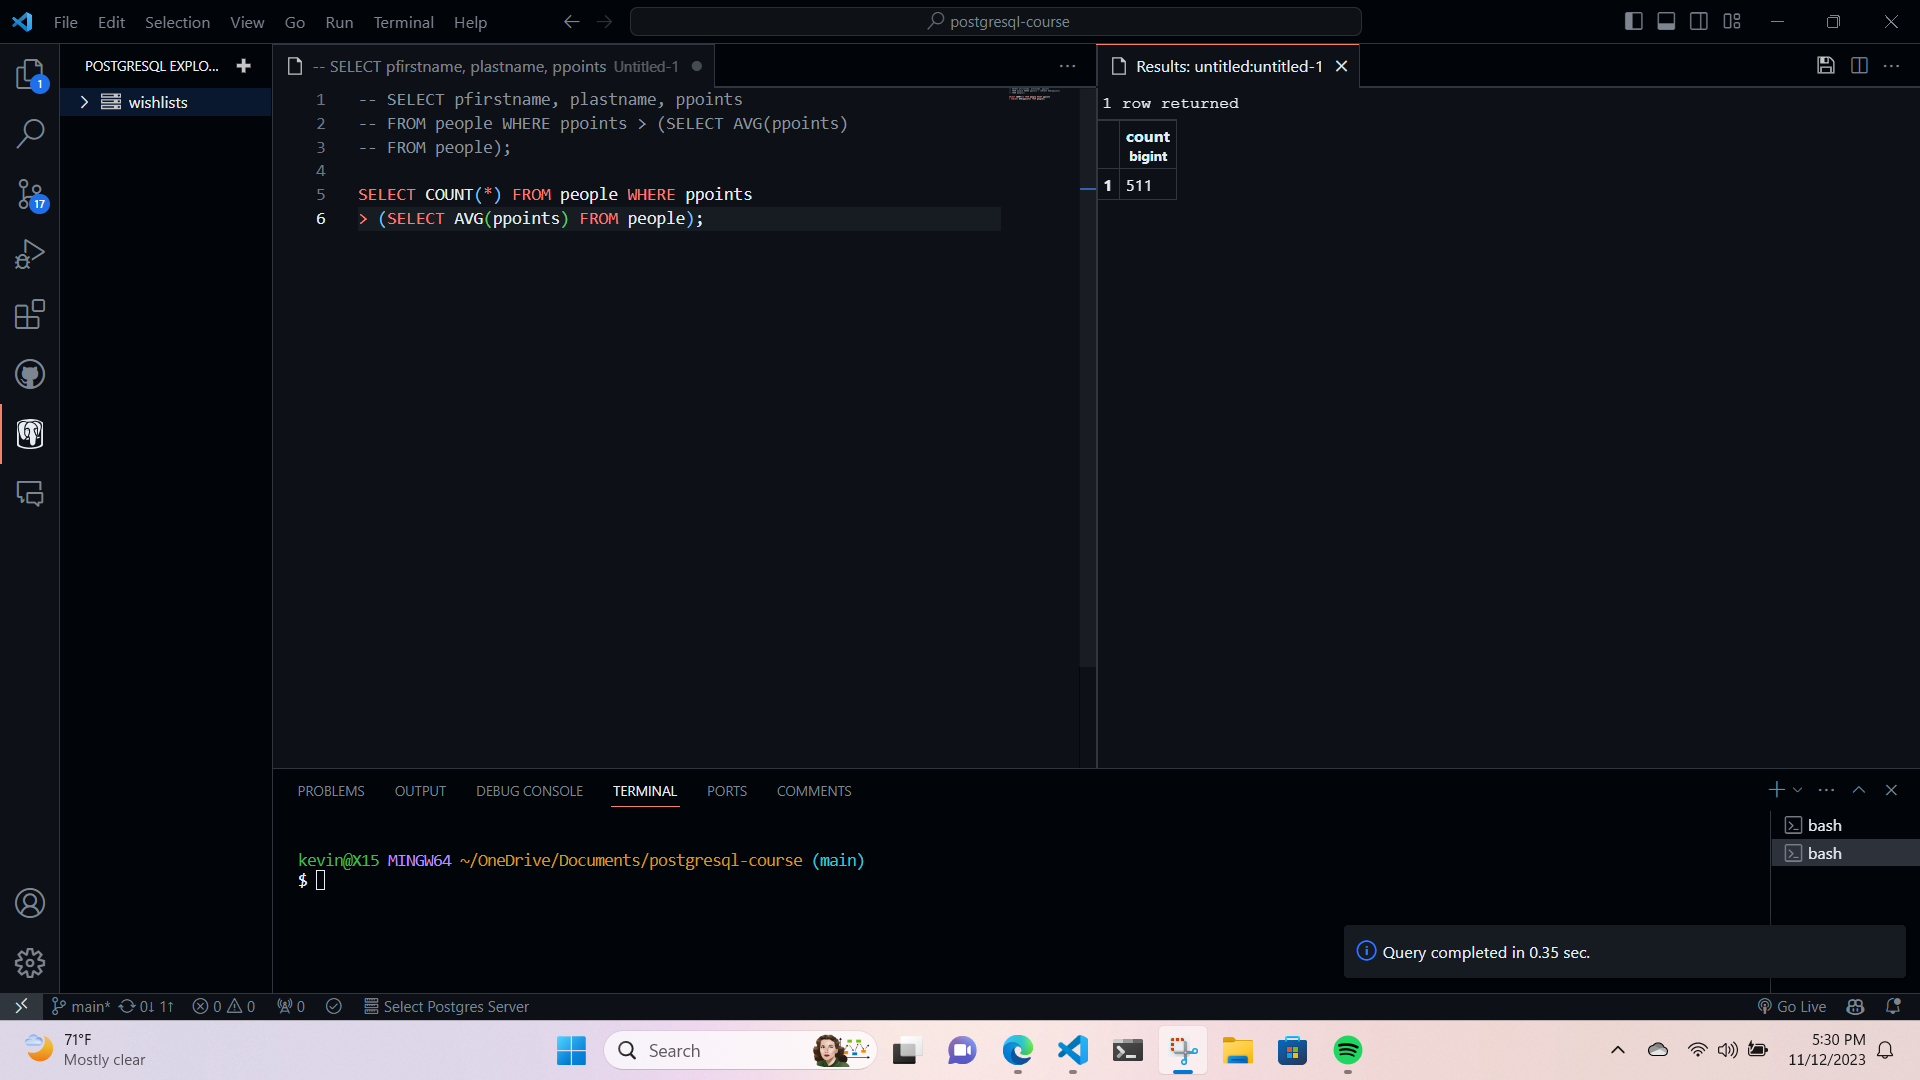 File Edit Selection View Go Run Terminal Help
postgresql-course
1
17
POSTGRESQL EXPLO...
wishlists
-- SELECT pfirstname, plastname, ppoints Untitled-1
1 -- SELECT pfirstname, plastname, ppoints
2 -- FROM people WHERE ppoints > (SELECT AVG(ppoints)
3 -- FROM people);
4
5 SELECT COUNT(*) FROM people WHERE ppoints
6 > (SELECT AVG(ppoints) FROM people);
Results: untitled:untitled-1
1 row returned
count
bigint
1 511
PROBLEMS OUTPUT DEBUG CONSOLE TERMINAL PORTS COMMENTS
kevin@X15 MINGW64 ~/OneDrive/Documents/postgresql-course (main)
$
bash
bash
Query completed in 0.35 sec.
main* 0↓ 1↑ 0 0 0 Select Postgres Server
Go Live
71°F
Mostly clear
Search
5:30 PM
11/12/2023